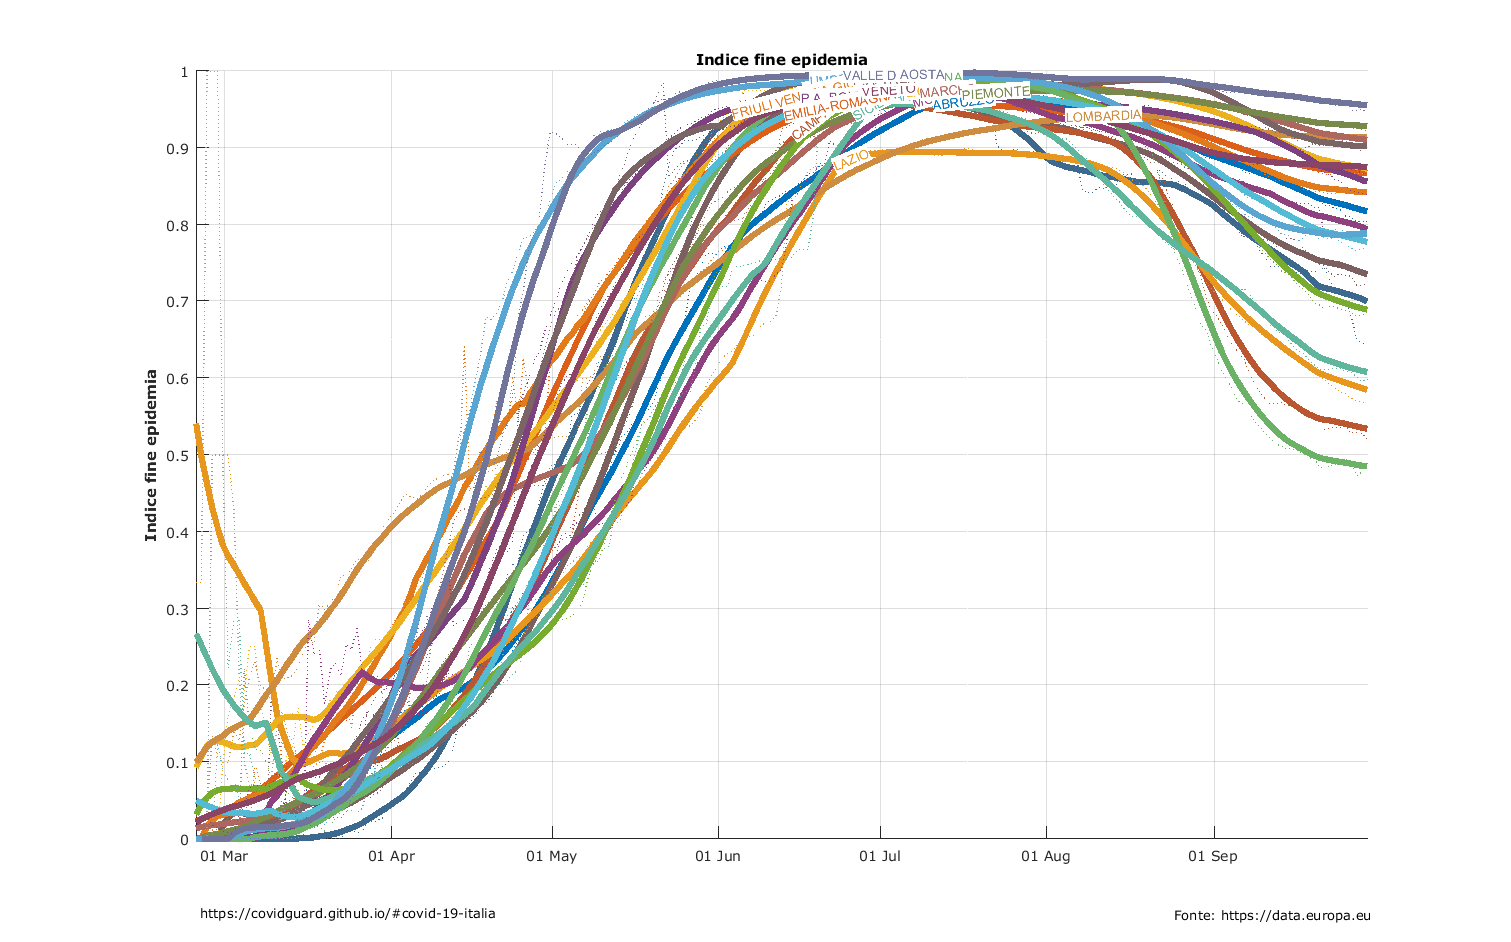 Indice fine epidemia
Indice fine epidemia
1
0.9
0.8
0.7
0.6
0.5
0.4
0.3
0.2
0.1
0
VALLE D AOSTA
FRIULI VEN
EMILIA-ROMAGNA
VENETO
MARCH
PIEMONTE
ABRUZZO
LOMBARDIA
LAZIO
01 Mar
01 Apr
01 May
01 Jun
01 Jul
01 Aug
01 Sep
https://covidguard.github.io/#covid-19-italia
Fonte: https://data.europa.eu